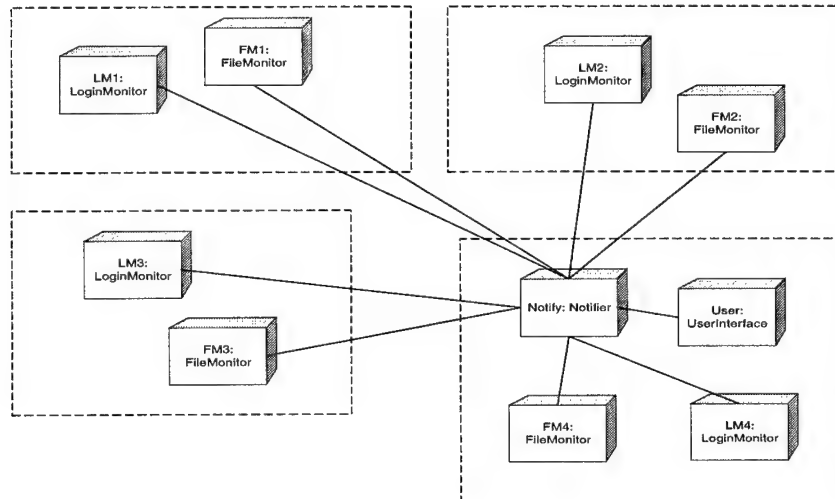 FM1:
FileMonitor
LM1:
LoginMonitor
LM2:
LoginMonitor
FM2:
FileMonitor
LM3:
LoginMonitor
FM3:
FileMonitor
Notify: Notifier
User:
UserInterface
FM4:
FileMonitor
LM4:
LoginMonitor